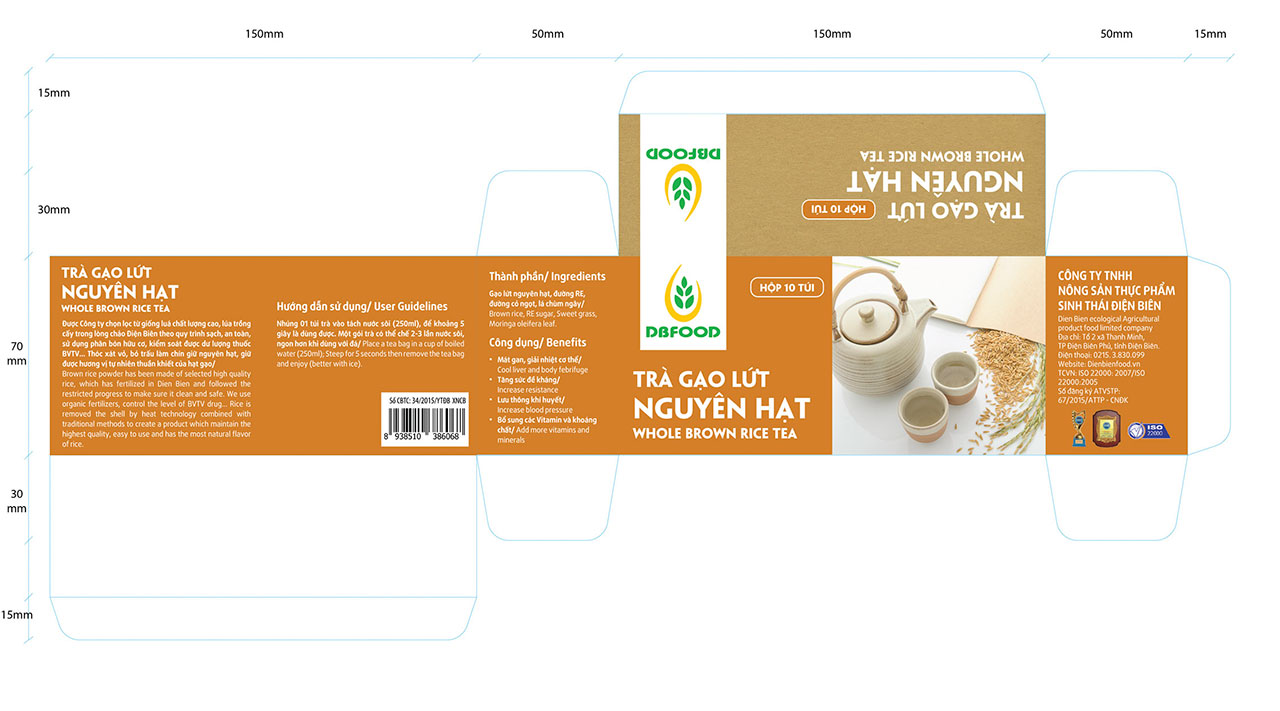 150mm
50mm
150mm
50mm
15mm
15mm
30mm
70
mm
30
mm
15mm
DBFOOD
WHOLE BROWN RICE TEA
NGUYÊN HẠT
TRÀ GẠO LỨT
HỘP 10 TÚI
TRÀ GẠO LỨT
NGUYÊN HẠT
WHOLE BROWN RICE TEA
Được Công ty chọn lọc từ giống luá chất lượng cao, lúa trồng
cấy trong lòng chảo Điện Biên theo quy trình sạch, an toàn,
sử dụng phân bón hữu cơ, kiểm soát được dư lượng thuốc
BVTV... Thóc xát vỏ, bỏ trấu làm chín giữ nguyên hạt, giữ
được hương vị tự nhiên thuần khiết của hạt gạo/
Brown rice powder has been made of selected high quality
rice, which has fertilized in Dien Bien and followed the
restricted progress to make sure it clean and safe. We use
organic fertilizers, control the level of BVTV drug... Rice is
removed the shell by heat technology combined with
traditional methods to create a product which maintain the
highest quality, easy to use and has the most natural flavor
of rice.
Hướng dẫn sử dụng/ User Guidelines
Nhúng 01 túi trà vào tách nước sôi (250ml), để khoảng 5
giây là dùng được. Một gói trà có thể chế 2-3 lần nước sôi,
ngon hơn khi dùng với đá/ Place a tea bag in a cup of boiled
water (250ml); Steep for 5 seconds then remove the tea bag
and enjoy (better with ice).
Số CBTC: 34/2015/YTĐB XNCB
8 938510 386068
Thành phần/ Ingredients
Gạo lứt nguyên hạt, đường RE,
đường cỏ ngọt, lá chùm ngây/
Brown rice, RE sugar, Sweet grass,
Moringa oleifera leaf.
Công dụng/ Benefits
• Mát gan, giải nhiệt cơ thể/
Cool liver and body febrifuge
• Tăng sức đề kháng/
Increase resistance
• Lưu thông khí huyết/
Increase blood pressure
• Bổ sung các Vitamin và khoáng
chất/ Add more vitamins and
minerals
DBFOOD
HỘP 10 TÚI
TRÀ GẠO LỨT
NGUYÊN HẠT
WHOLE BROWN RICE TEA
CÔNG TY TNHH
NÔNG SẢN THỰC PHẨM
SINH THÁI ĐIỆN BIÊN
Dien Bien ecological Agricultural
product food limited company
Địa chỉ: Tổ 2 xã Thanh Minh,
TP Điện Biên Phủ, tỉnh Điện Biên.
Điện thoại: 0215. 3.830.099
Website: Dienbienfood.vn
TCVN: ISO 22000. 2007/ISO
22000:2005
Số đăng ký ATVSTP:
67/2015/ATTP - CNĐK
ISO
22000